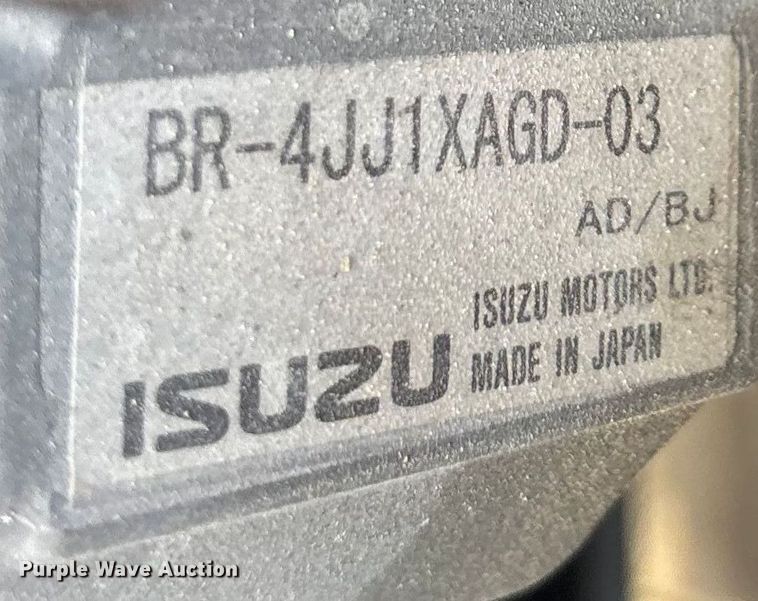 BR-4JJ1XAGD-03
AD/BJ
ISUZU MOTORS LTD.
MADE IN JAPAN
ISUZU
Purple Wave Auction